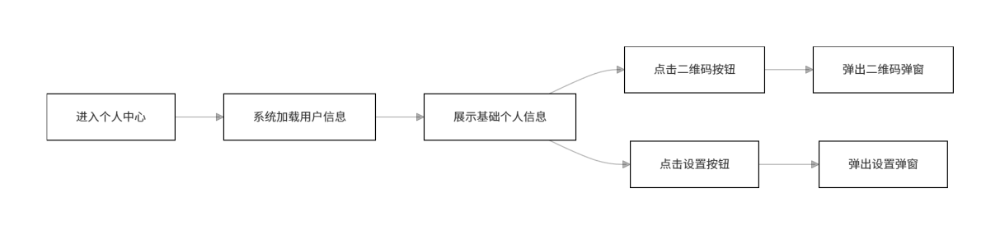 进入个人中心
系统加载用户信息
展示基础个人信息
点击二维码按钮
弹出二维码弹窗
点击设置按钮
弹出设置弹窗